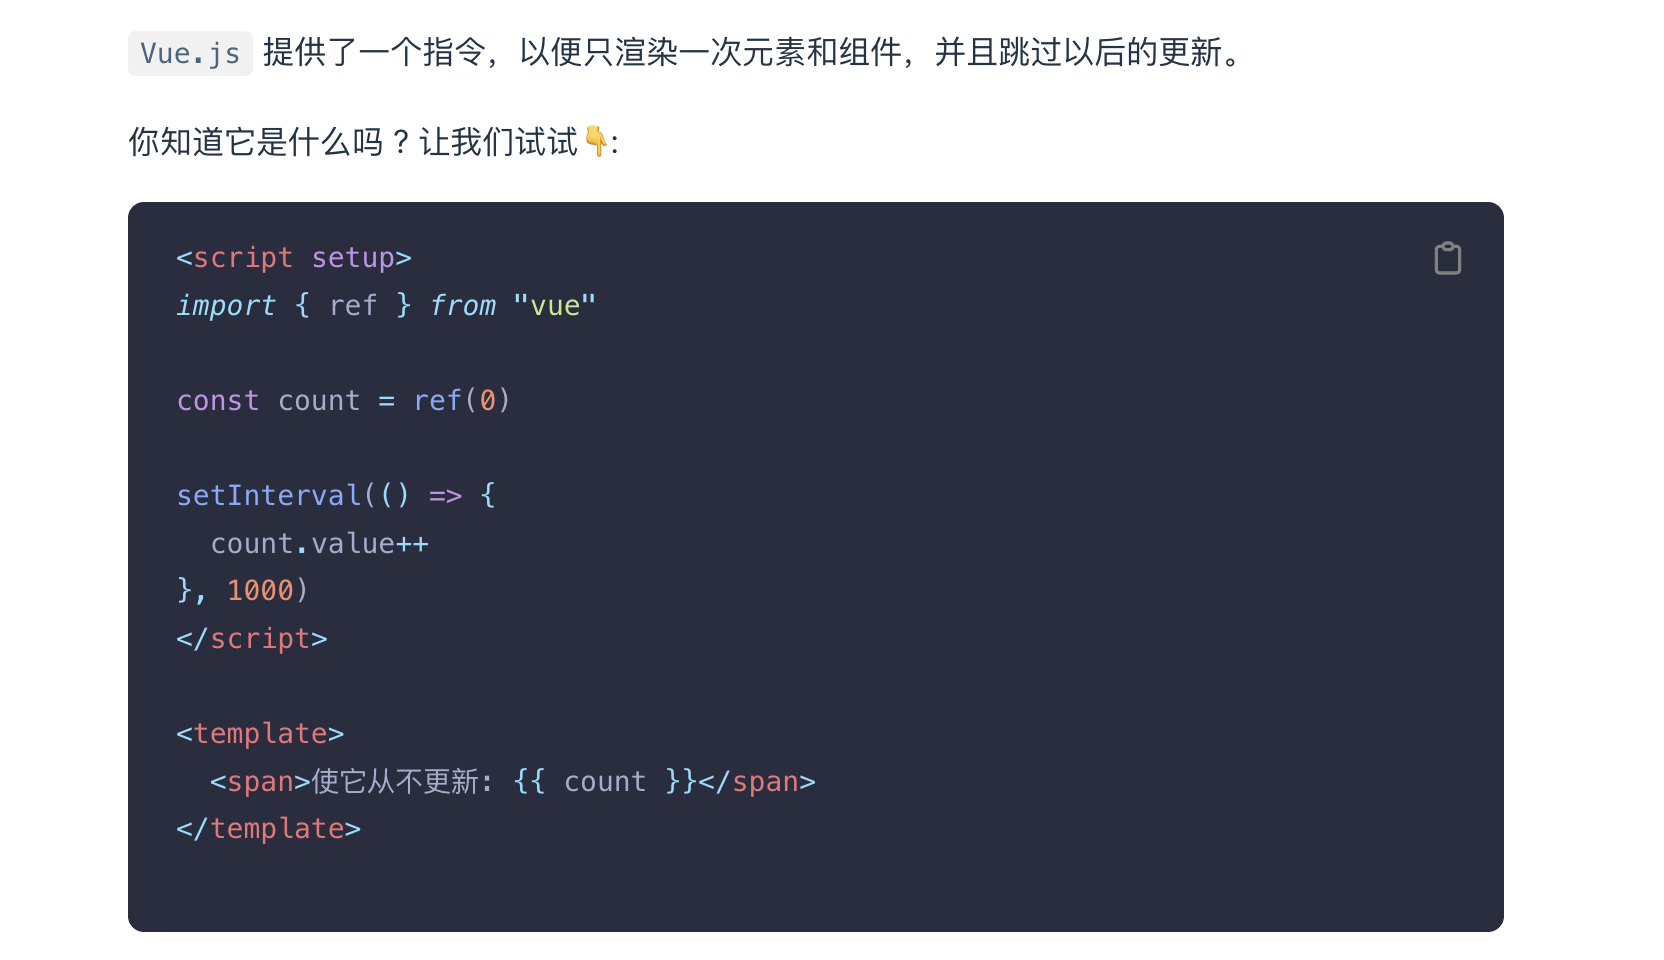 Vue.js 提供了一个指令，以便只渲染一次元素和组件，并且跳过以后的更新。
你知道它是什么吗？让我们试试👇:
<script setup>
import { ref } from "vue"
const count = ref(0)
setInterval(() => {
  count.value++
}, 1000)
</script>
<template>
  <span>使它从不更新: {{ count }}</span>
</template>